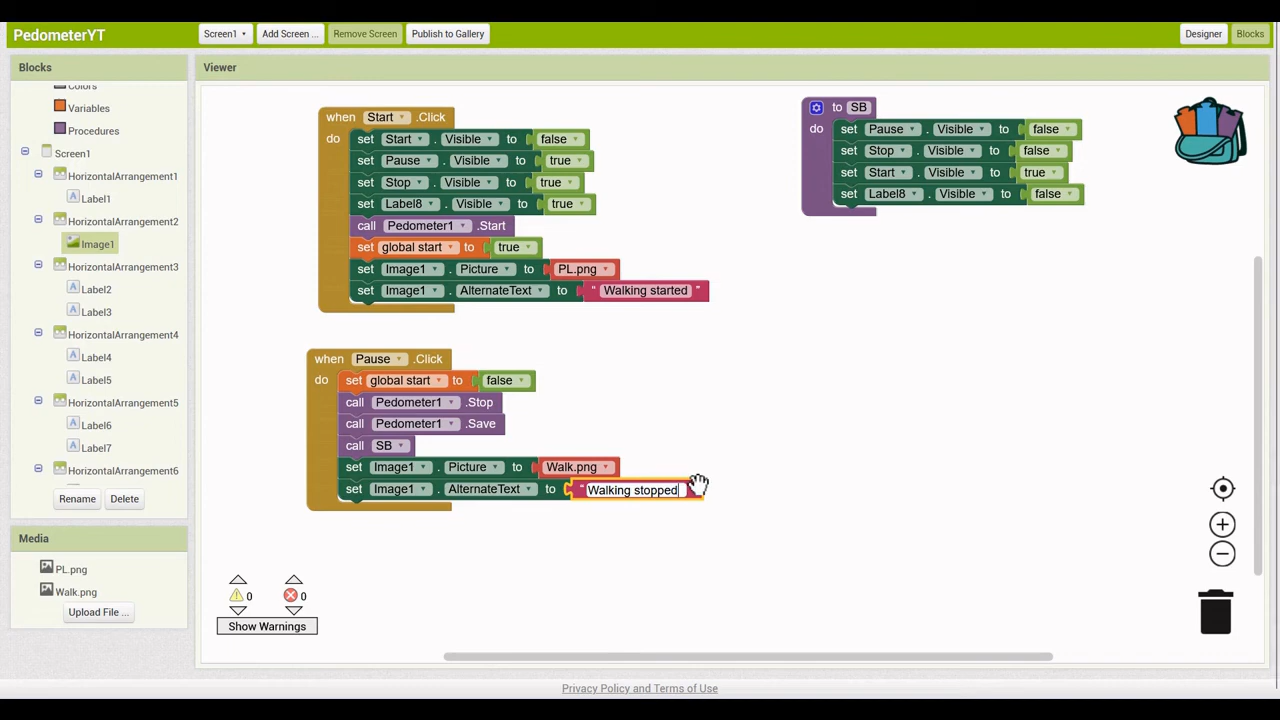 PedometerYT
Screen1 Add Screen ... Remove Screen Publish to Gallery Designer Blocks
Blocks
Colors
Variables
Procedures
Screen1
HorizontalArrangement1
Label1
HorizontalArrangement2
Image1
HorizontalArrangement3
Label2
Label3
HorizontalArrangement4
Label4
Label5
HorizontalArrangement5
Label6
Label7
HorizontalArrangement6
Rename Delete
Media
PL.png
Walk.png
Upload File ...
Viewer
when Start .Click
do set Start . Visible to false
set Pause . Visible to true
set Stop . Visible to true
set Label8 . Visible to true
call Pedometer1 .Start
set global start to true
set Image1 . Picture to PL.png
set Image1 . AlternateText to " Walking started "
when Pause .Click
do set global start to false
call Pedometer1 .Stop
call Pedometer1 .Save
call SB
set Image1 . Picture to Walk.png
set Image1 . AlternateText to " Walking stopped
to SB
do set Pause . Visible to false
set Stop . Visible to false
set Start . Visible to true
set Label8 . Visible to false
0 0
Show Warnings
Privacy Policy and Terms of Use